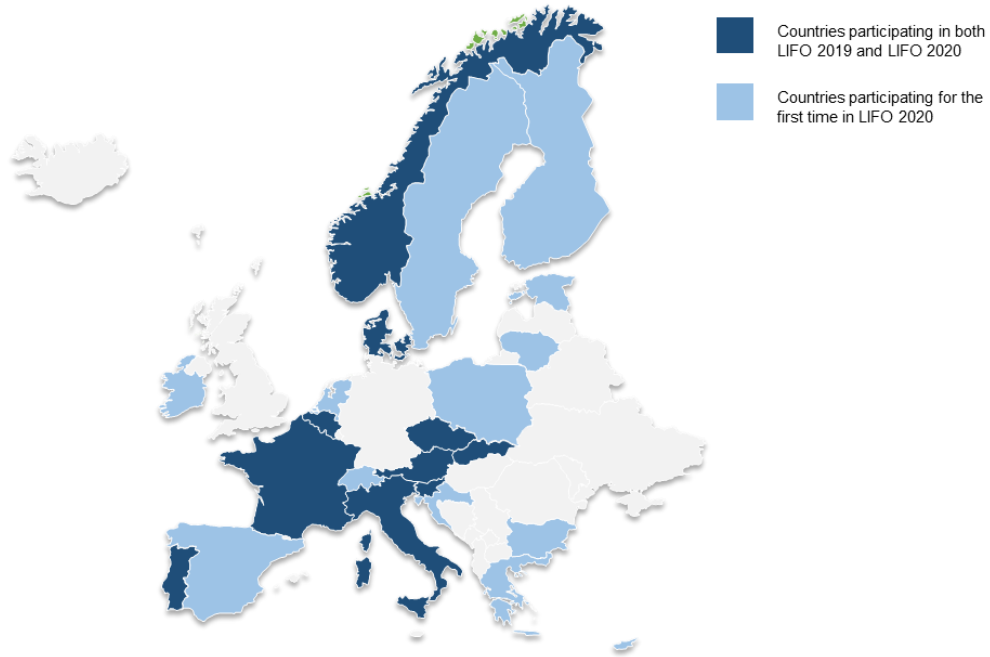 Countries participating in both
LIFO 2019 and LIFO 2020
Countries participating for the
first time in LIFO 2020